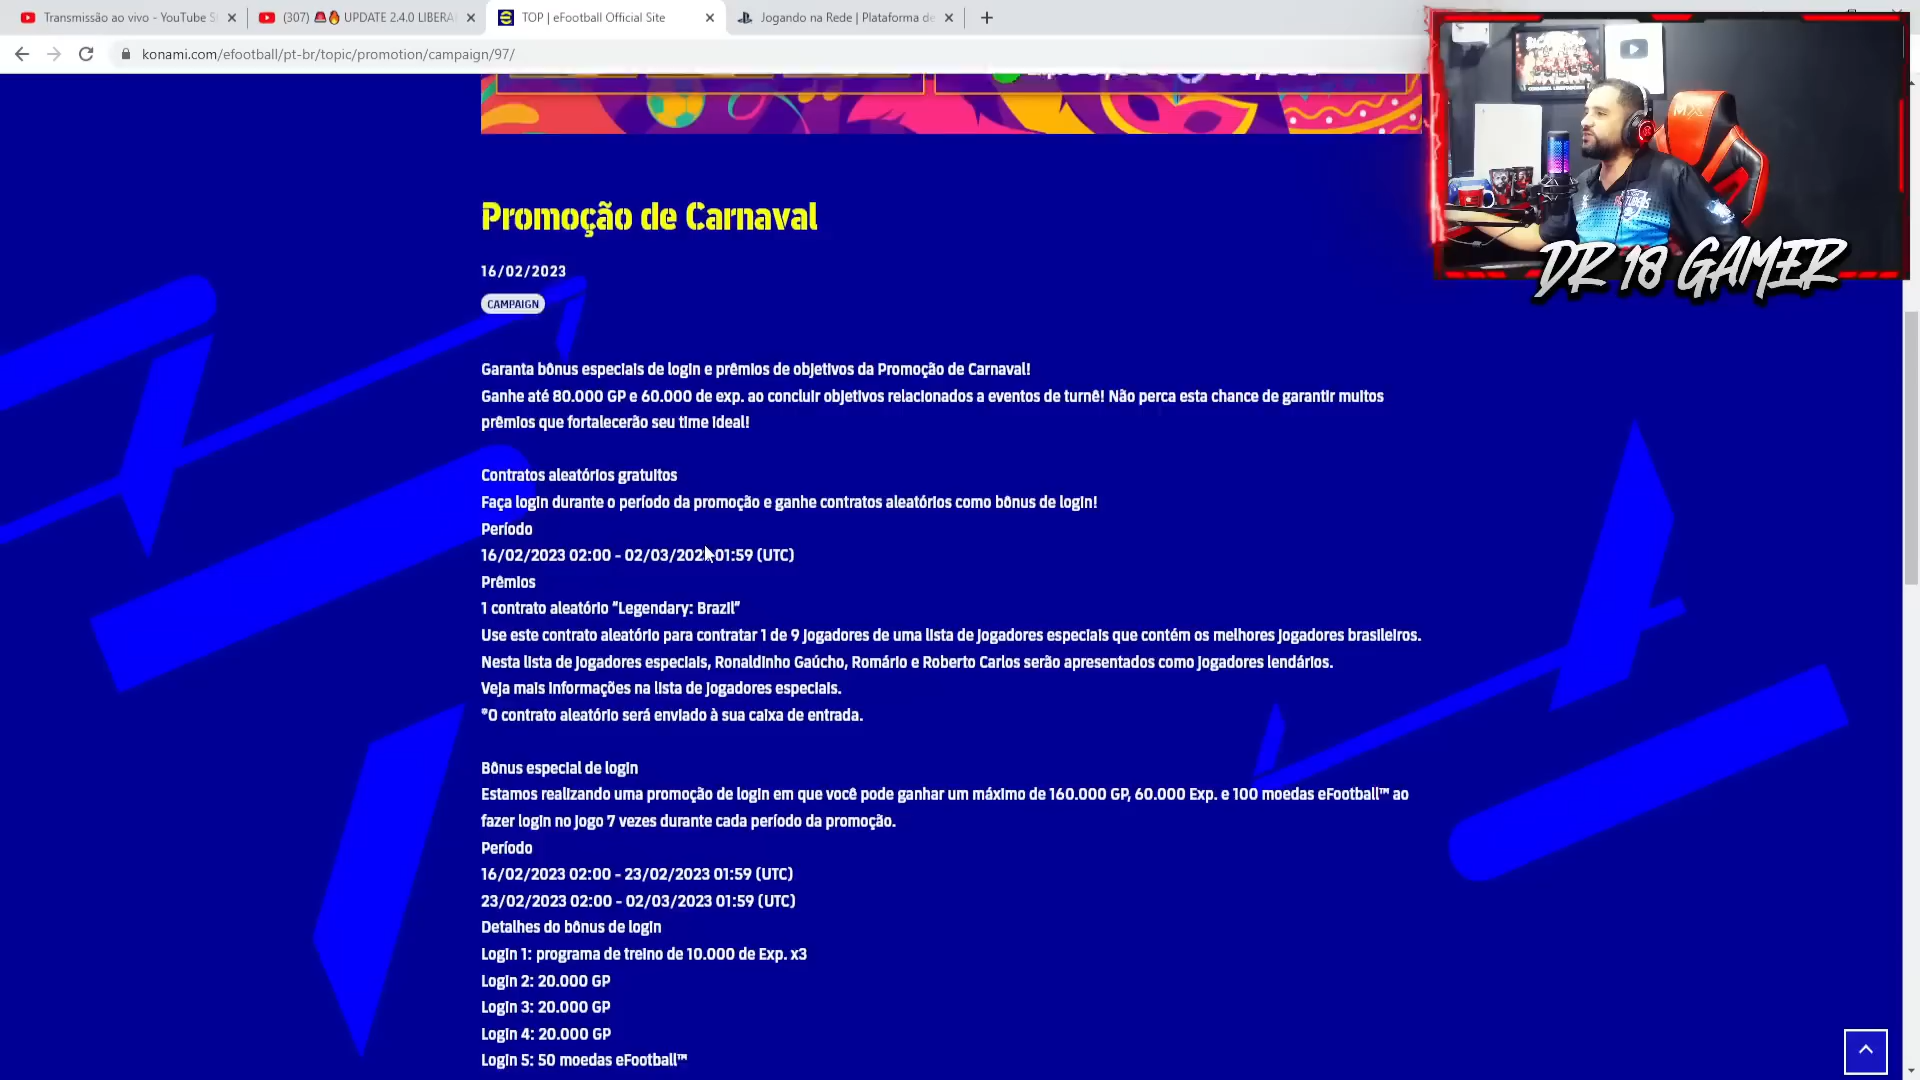 Transmissão ao vivo - YouTube S
(307) 🚨🔥 UPDATE 2.4.0 LIBERA
TOP | eFootball Official Site
Jogando na Rede | Plataforma de
konami.com/efootball/pt-br/topic/promotion/campaign/97/
Promoção de Carnaval
16/02/2023
CAMPAIGN
DR 18 GAMER
Garanta bônus especiais de login e prêmios de objetivos da Promoção de Carnaval!
Ganhe até 80.000 GP e 60.000 de exp. ao concluir objetivos relacionados a eventos de turnê! Não perca esta chance de garantir muitos
prêmios que fortalecerão seu time ideal!
Contratos aleatórios gratuitos
Faça login durante o período da promoção e ganhe contratos aleatórios como bônus de login!
Período
16/02/2023 02:00 - 02/03/2023 01:59 (UTC)
Prêmios
1 contrato aleatório "Legendary: Brazil"
Use este contrato aleatório para contratar 1 de 9 jogadores de uma lista de jogadores especiais que contém os melhores jogadores brasileiros.
Nesta lista de jogadores especiais, Ronaldinho Gaúcho, Romário e Roberto Carlos serão apresentados como jogadores lendários.
Veja mais informações na lista de jogadores especiais.
*O contrato aleatório será enviado à sua caixa de entrada.
Bônus especial de login
Estamos realizando uma promoção de login em que você pode ganhar um máximo de 160.000 GP, 60.000 Exp. e 100 moedas eFootball™ ao
fazer login no jogo 7 vezes durante cada período da promoção.
Período
16/02/2023 02:00 - 23/02/2023 01:59 (UTC)
23/02/2023 02:00 - 02/03/2023 01:59 (UTC)
Detalhes do bônus de login
Login 1: programa de treino de 10.000 de Exp. x3
Login 2: 20.000 GP
Login 3: 20.000 GP
Login 4: 20.000 GP
Login 5: 50 moedas eFootball™